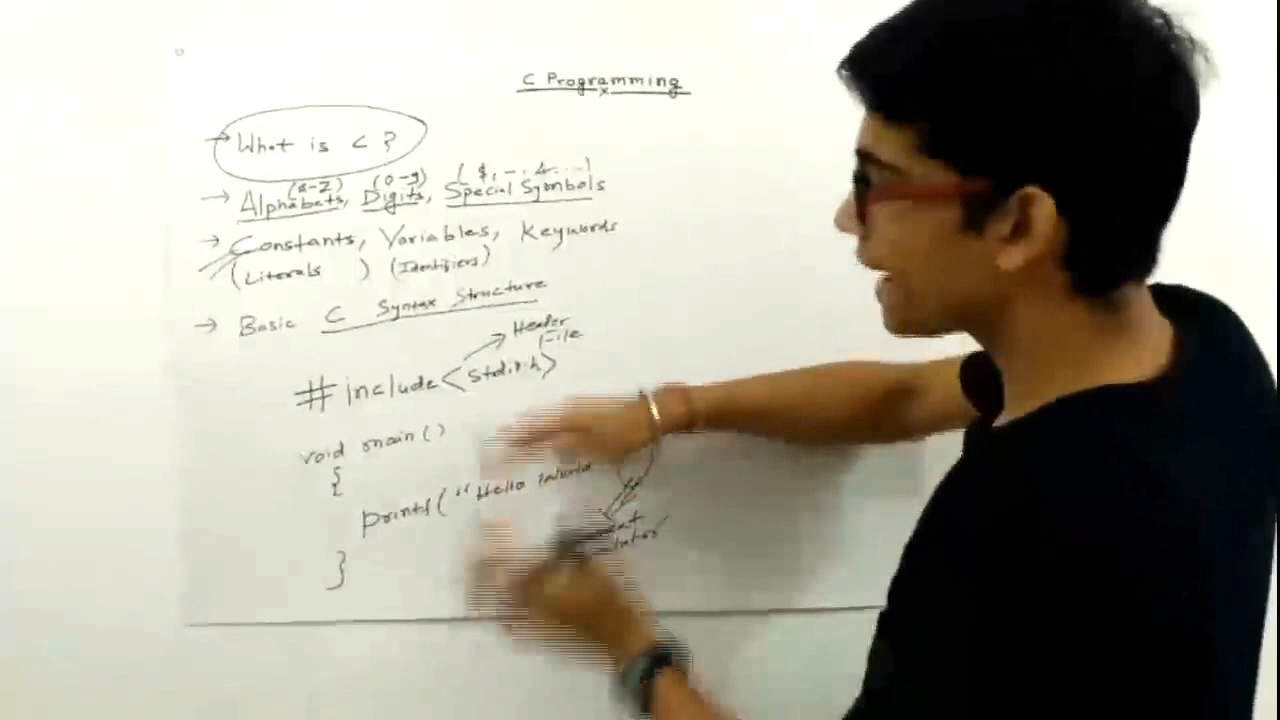 C Programming
→ What is C?
(a-z) (0-9)
→ Alphabets, Digits, Special Symbols
→ Constants, Variables, Keywords
(Literals ) (Identifiers)
→ Basic C Syntax Structure
Header
File
#include<stdio.h>
void main()
{
printf("Hello
}